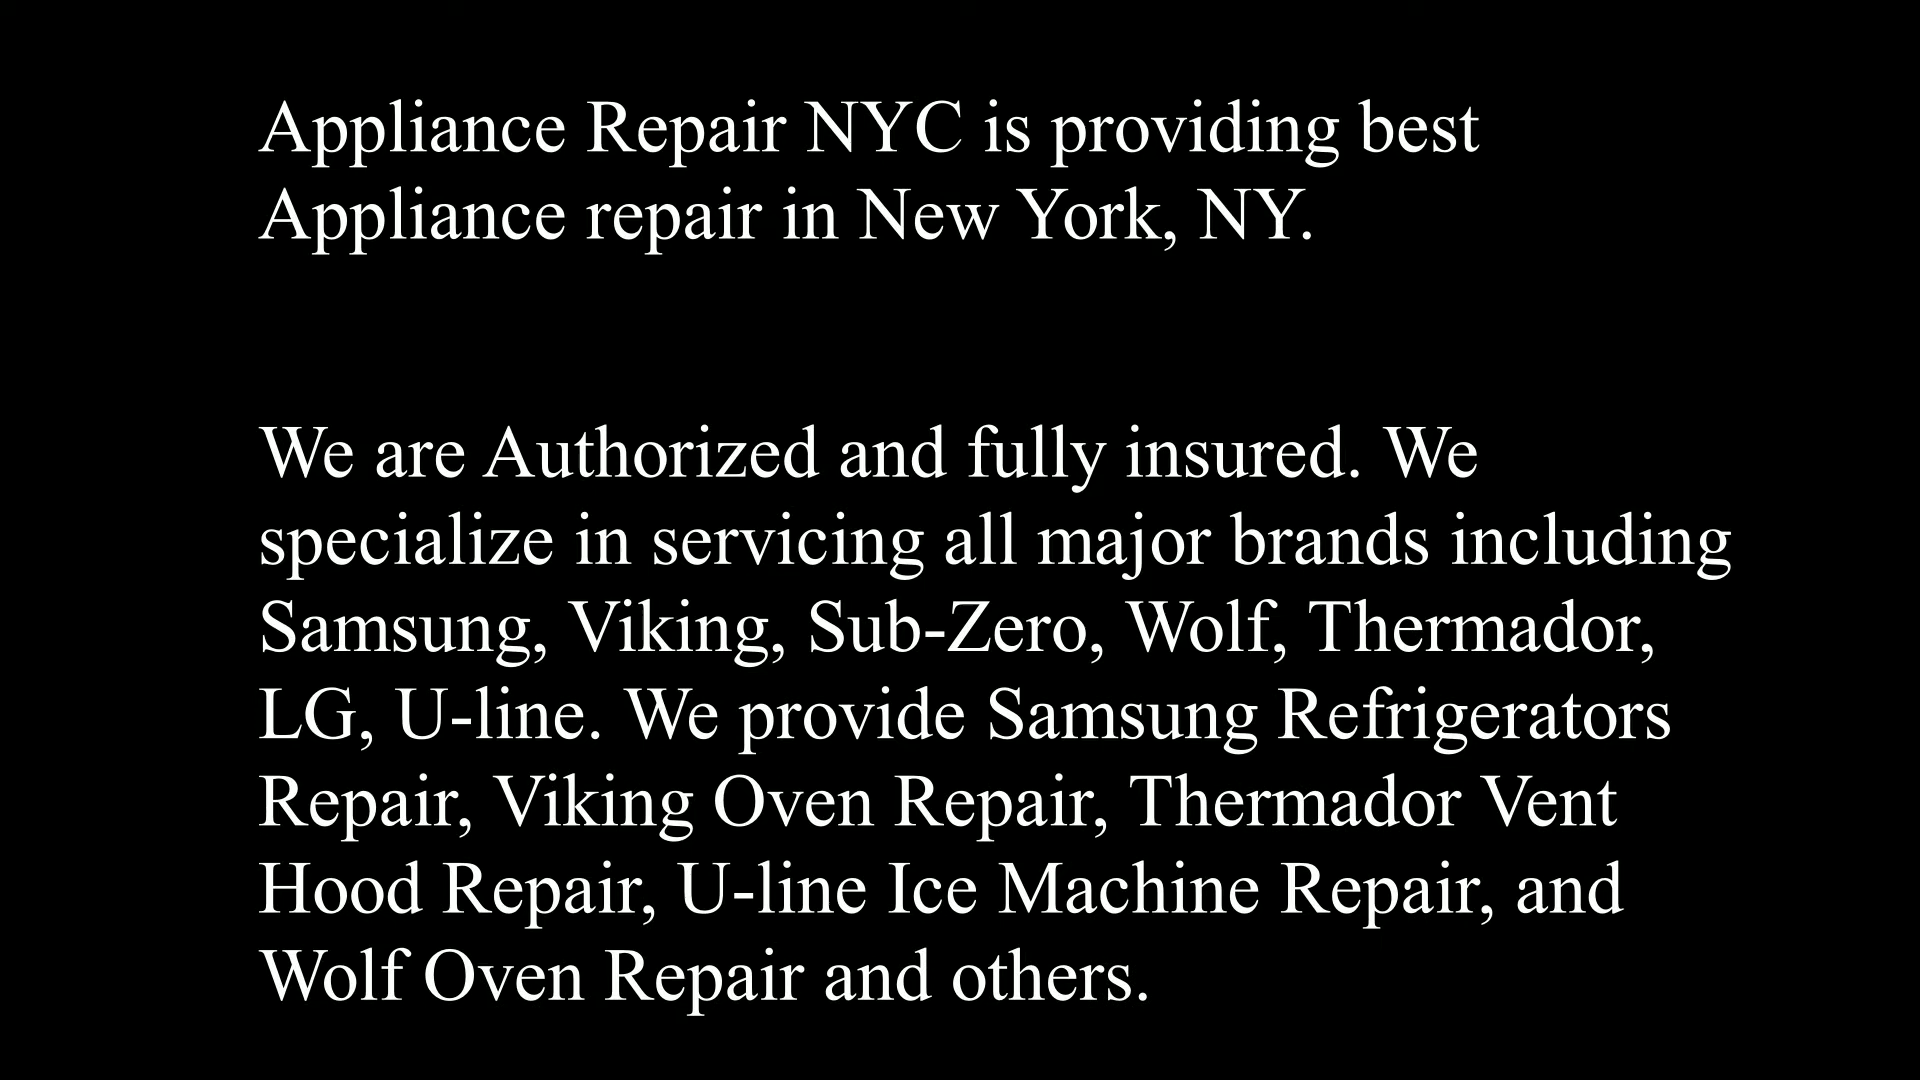 Appliance Repair NYC is providing best
Appliance repair in New York, NY.
We are Authorized and fully insured. We
specialize in servicing all major brands including
Samsung, Viking, Sub-Zero, Wolf, Thermador,
LG, U-line. We provide Samsung Refrigerators
Repair, Viking Oven Repair, Thermador Vent
Hood Repair, U-line Ice Machine Repair, and
Wolf Oven Repair and others.